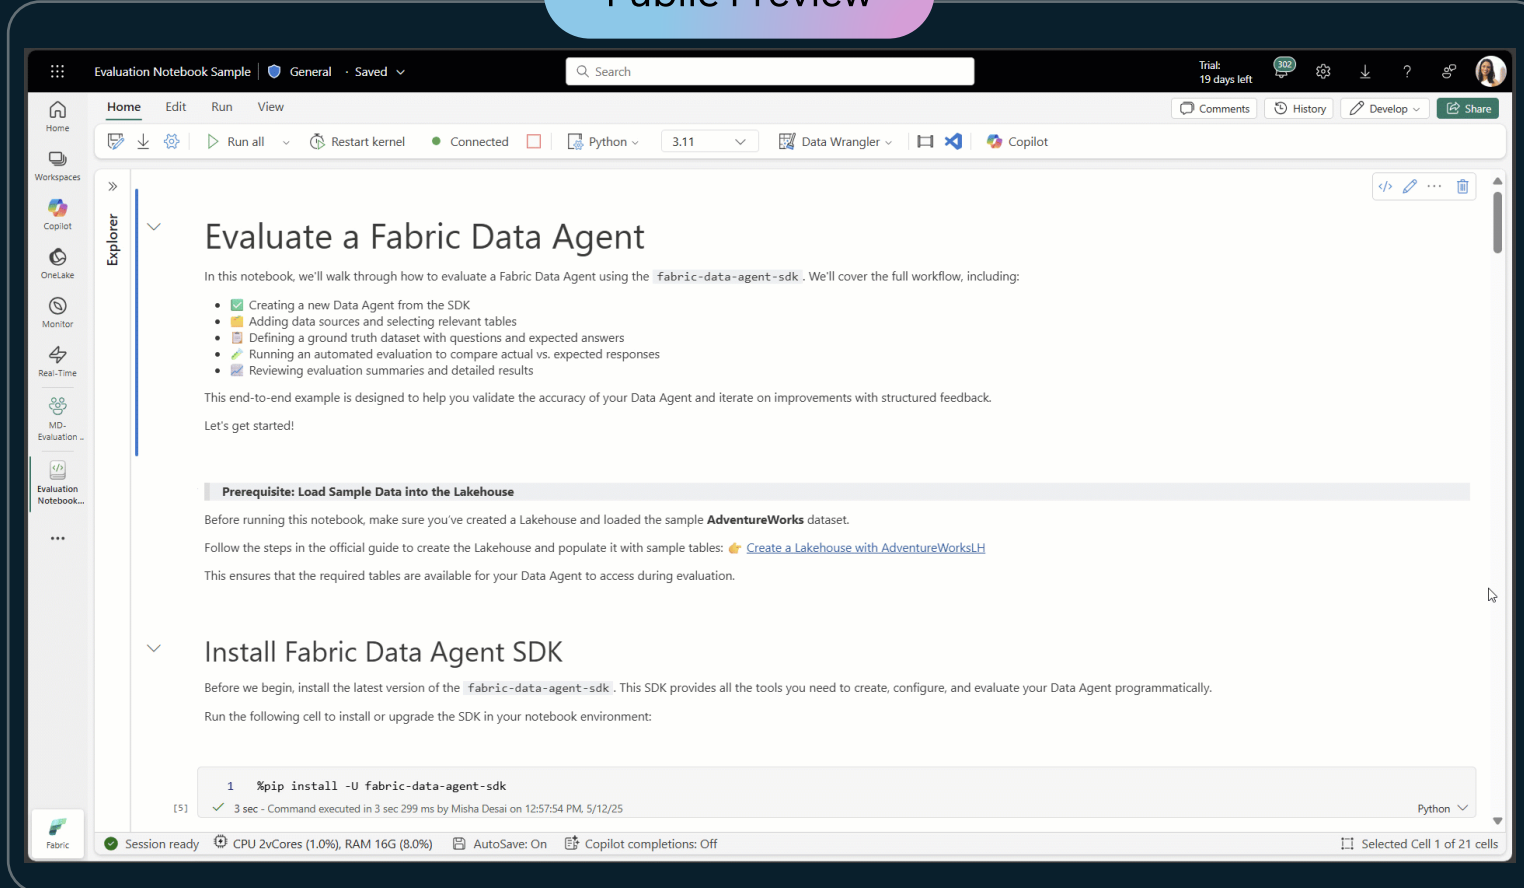 Public Preview
Evaluation Notebook Sample
General
· Saved
Search
Trial:
19 days left
302
Home
Edit
Run
View
Comments
History
Develop
Share
Run all
Restart kernel
Connected
Python
3.11
Data Wrangler
Copilot
Home
Workspaces
Copilot
OneLake
Monitor
Real-Time
MD-
Evaluation ..
Evaluation
Notebook...
Fabric
Explorer
Evaluate a Fabric Data Agent
In this notebook, we'll walk through how to evaluate a Fabric Data Agent using the fabric-data-agent-sdk. We'll cover the full workflow, including:
• Creating a new Data Agent from the SDK
• Adding data sources and selecting relevant tables
• Defining a ground truth dataset with questions and expected answers
• Running an automated evaluation to compare actual vs. expected responses
• Reviewing evaluation summaries and detailed results
This end-to-end example is designed to help you validate the accuracy of your Data Agent and iterate on improvements with structured feedback.
Let's get started!
Prerequisite: Load Sample Data into the Lakehouse
Before running this notebook, make sure you've created a Lakehouse and loaded the sample AdventureWorks dataset.
Follow the steps in the official guide to create the Lakehouse and populate it with sample tables: 👉 Create a Lakehouse with AdventureWorksLH
This ensures that the required tables are available for your Data Agent to access during evaluation.
Install Fabric Data Agent SDK
Before we begin, install the latest version of the fabric-data-agent-sdk. This SDK provides all the tools you need to create, configure, and evaluate your Data Agent programmatically.
Run the following cell to install or upgrade the SDK in your notebook environment:
1 %pip install -U fabric-data-agent-sdk
[5]
3 sec - Command executed in 3 sec 299 ms by Misha Desai on 12:57:54 PM, 5/12/25
Python
Session ready
CPU 2vCores (1.0%), RAM 16G (8.0%)
AutoSave: On
Copilot completions: Off
Selected Cell 1 of 21 cells